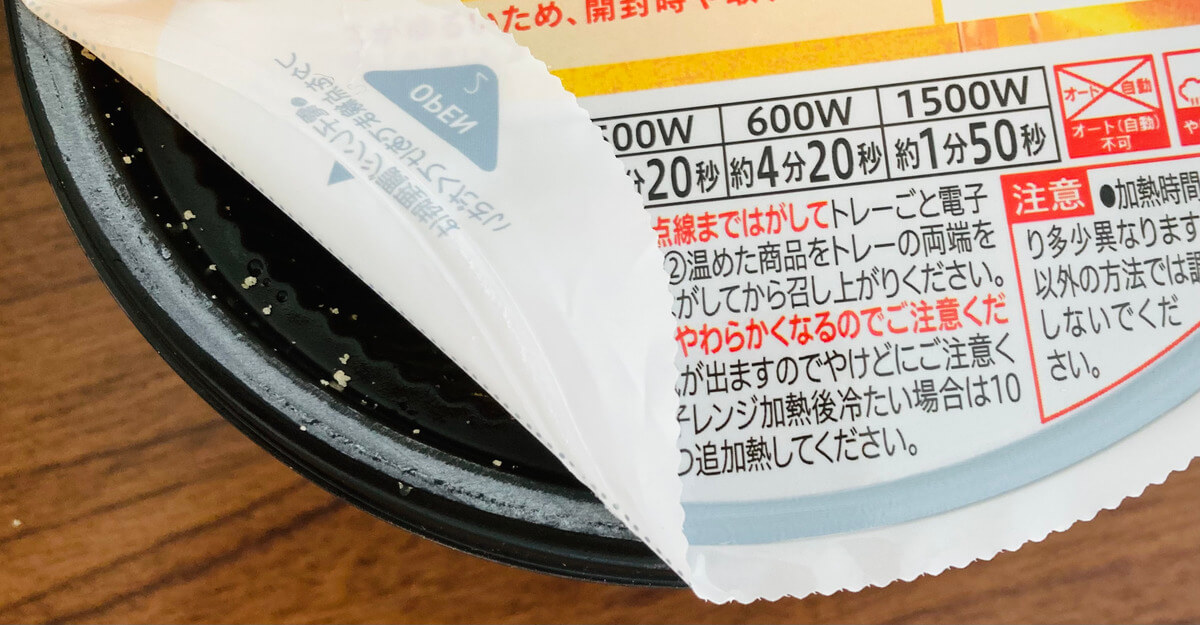 いため、開封時や
500W 600W 1500W
20秒 約4分20秒 約1分50秒
オート 自動
オート(自動)
不可
や
OPEN
点線まではがしてトレーごと電子
②温めた商品をトレーの両端を
がしてから召し上がりください。
やわらかくなるのでご注意くだ
が出ますのでやけどにご注意く
レンジ加熱後冷たい場合は10
追加熱してください。
注意 ●加熱時間
り多少異なります
以外の方法では調
しないでくだ
さい。